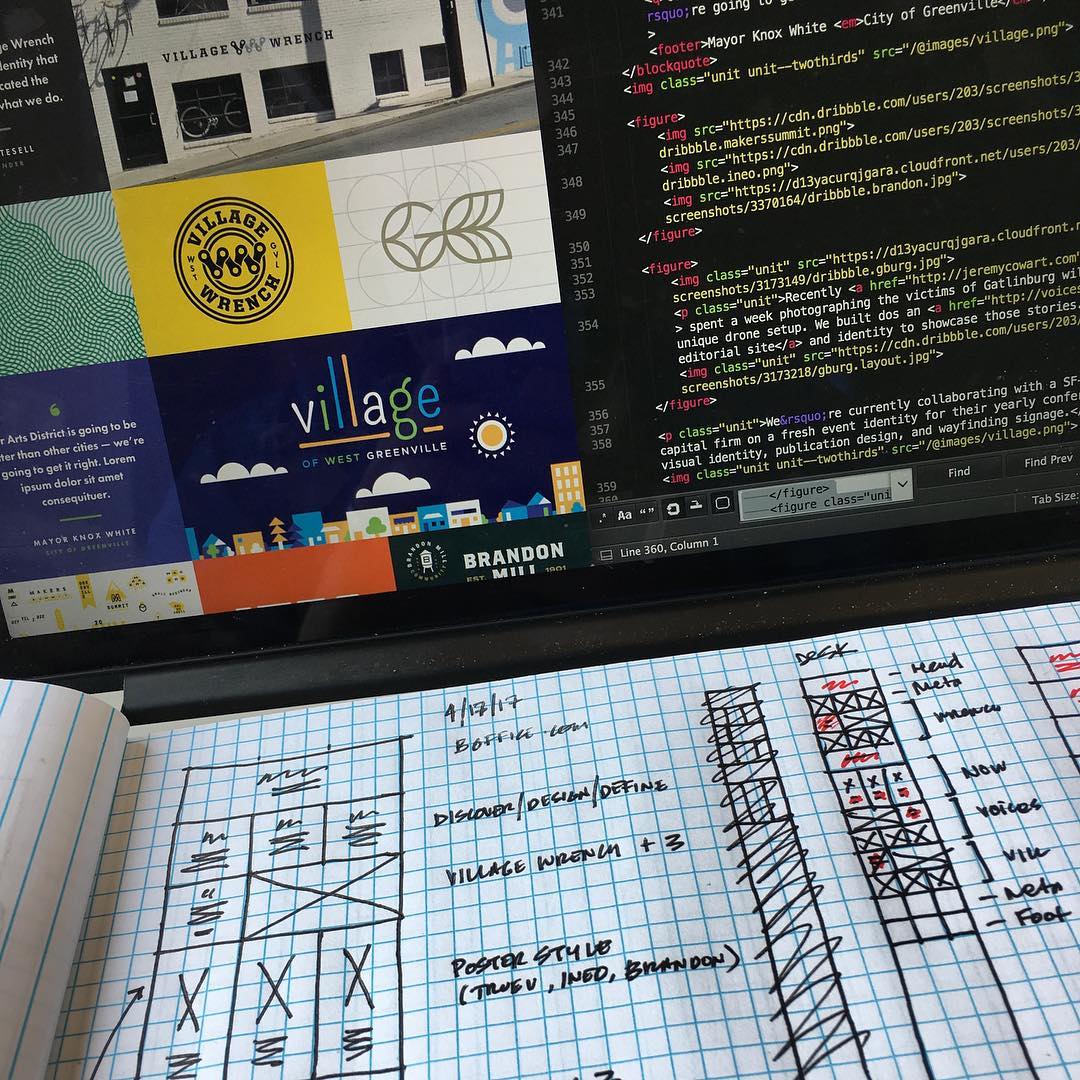 ge Wrench
dentity that
cated the
what we do.
TESELL
NDER
VILLAGE WRENCH
VILLAGE
WST
GVL
WRENCH
village
OF WEST GREENVILLE
r Arts District is going to be
ter than other cities — we're
going to get it right. Lorem
ipsum dolor sit amet
consequituer.
MAYOR KNOX WHITE
CITY OF GREENVILLE
MAKERS
SUMMIT
BRANDON MILL
BRANDON
MILL
EST. 1901
341
rsquo;re going to g
>
<footer>Mayor Knox White <em>City of Greenville</em
342 </blockquote>
343 <img class="unit unit--twothirds" src="/@images/village.png">
344
345 <figure>
346 <img src="https://cdn.dribbble.com/users/203/screenshots/3
dribbble.makerssummit.png">
347 <img src="https://cdn.dribbble.com/users/203/screenshots/3
dribbble.ineo.png">
348 <img src="https://d13yacurqjgara.cloudfront.net/users/203/
screenshots/3370164/dribbble.brandon.jpg">
349 </figure>
350
351 <figure>
352 <img class="unit" src="https://d13yacurqjgara.cloudfront.n
screenshots/3173149/dribbble.gburg.jpg">
353 <p class="unit">Recently <a href="http://jeremycowart.com"
> spent a week photographing the victims of Gatlinburg wi
unique drone setup. We built dos an <a href="http://voices
editorial site</a> and identity to showcase those stories.
354 <img class="unit" src="https://cdn.dribbble.com/users/203/
screenshots/3173218/gburg.layout.jpg">
355 </figure>
356
357 <p class="unit">We&rsquo;re currently collaborating with a SF-
capital firm on a fresh event identity for their yearly confe
visual identity, publication design, and wayfinding signage.</
358 <img class="unit unit--twothirds" src="/@images/village.png">
359
360
.* Aa “”
</figure>
<figure class="uni
Find
Find Prev
Line 360, Column 1
Tab Size:
4/17/17
BOFFICE.COM
DISCOVER/DESIGN/DEFINE
VILLAGE WRENCH + 3
POSTER STYLE
(TRUEV, INEO, BRANDON)
DESK
- Head
- Meta
WRENCH
NOW
VOICES
VILL
- Meta
- Foot